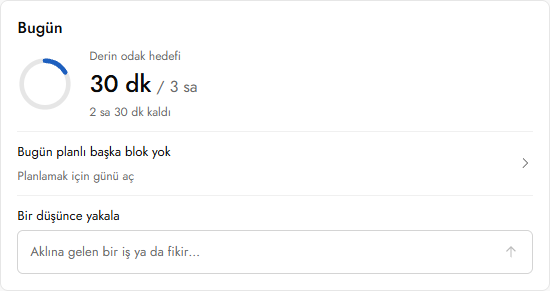 Bugün
Derin odak hedefi
30 dk / 3 sa
2 sa 30 dk kaldı
Bugün planlı başka blok yok
Planlamak için günü aç
Bir düşünce yakala
Aklına gelen bir iş ya da fikir...